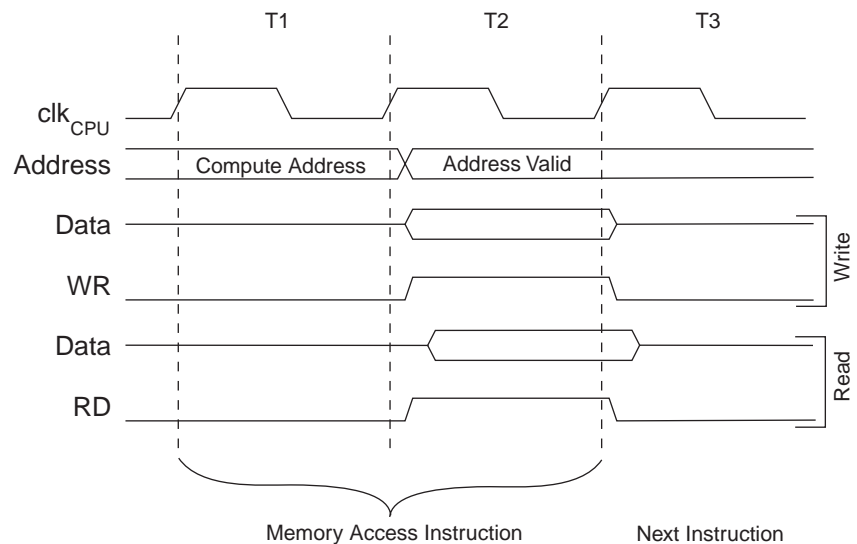 T1 T2 T3
clkCPU
Address Compute Address Address Valid
Data
WR
Write
Data
RD
Read
Memory Access Instruction Next Instruction